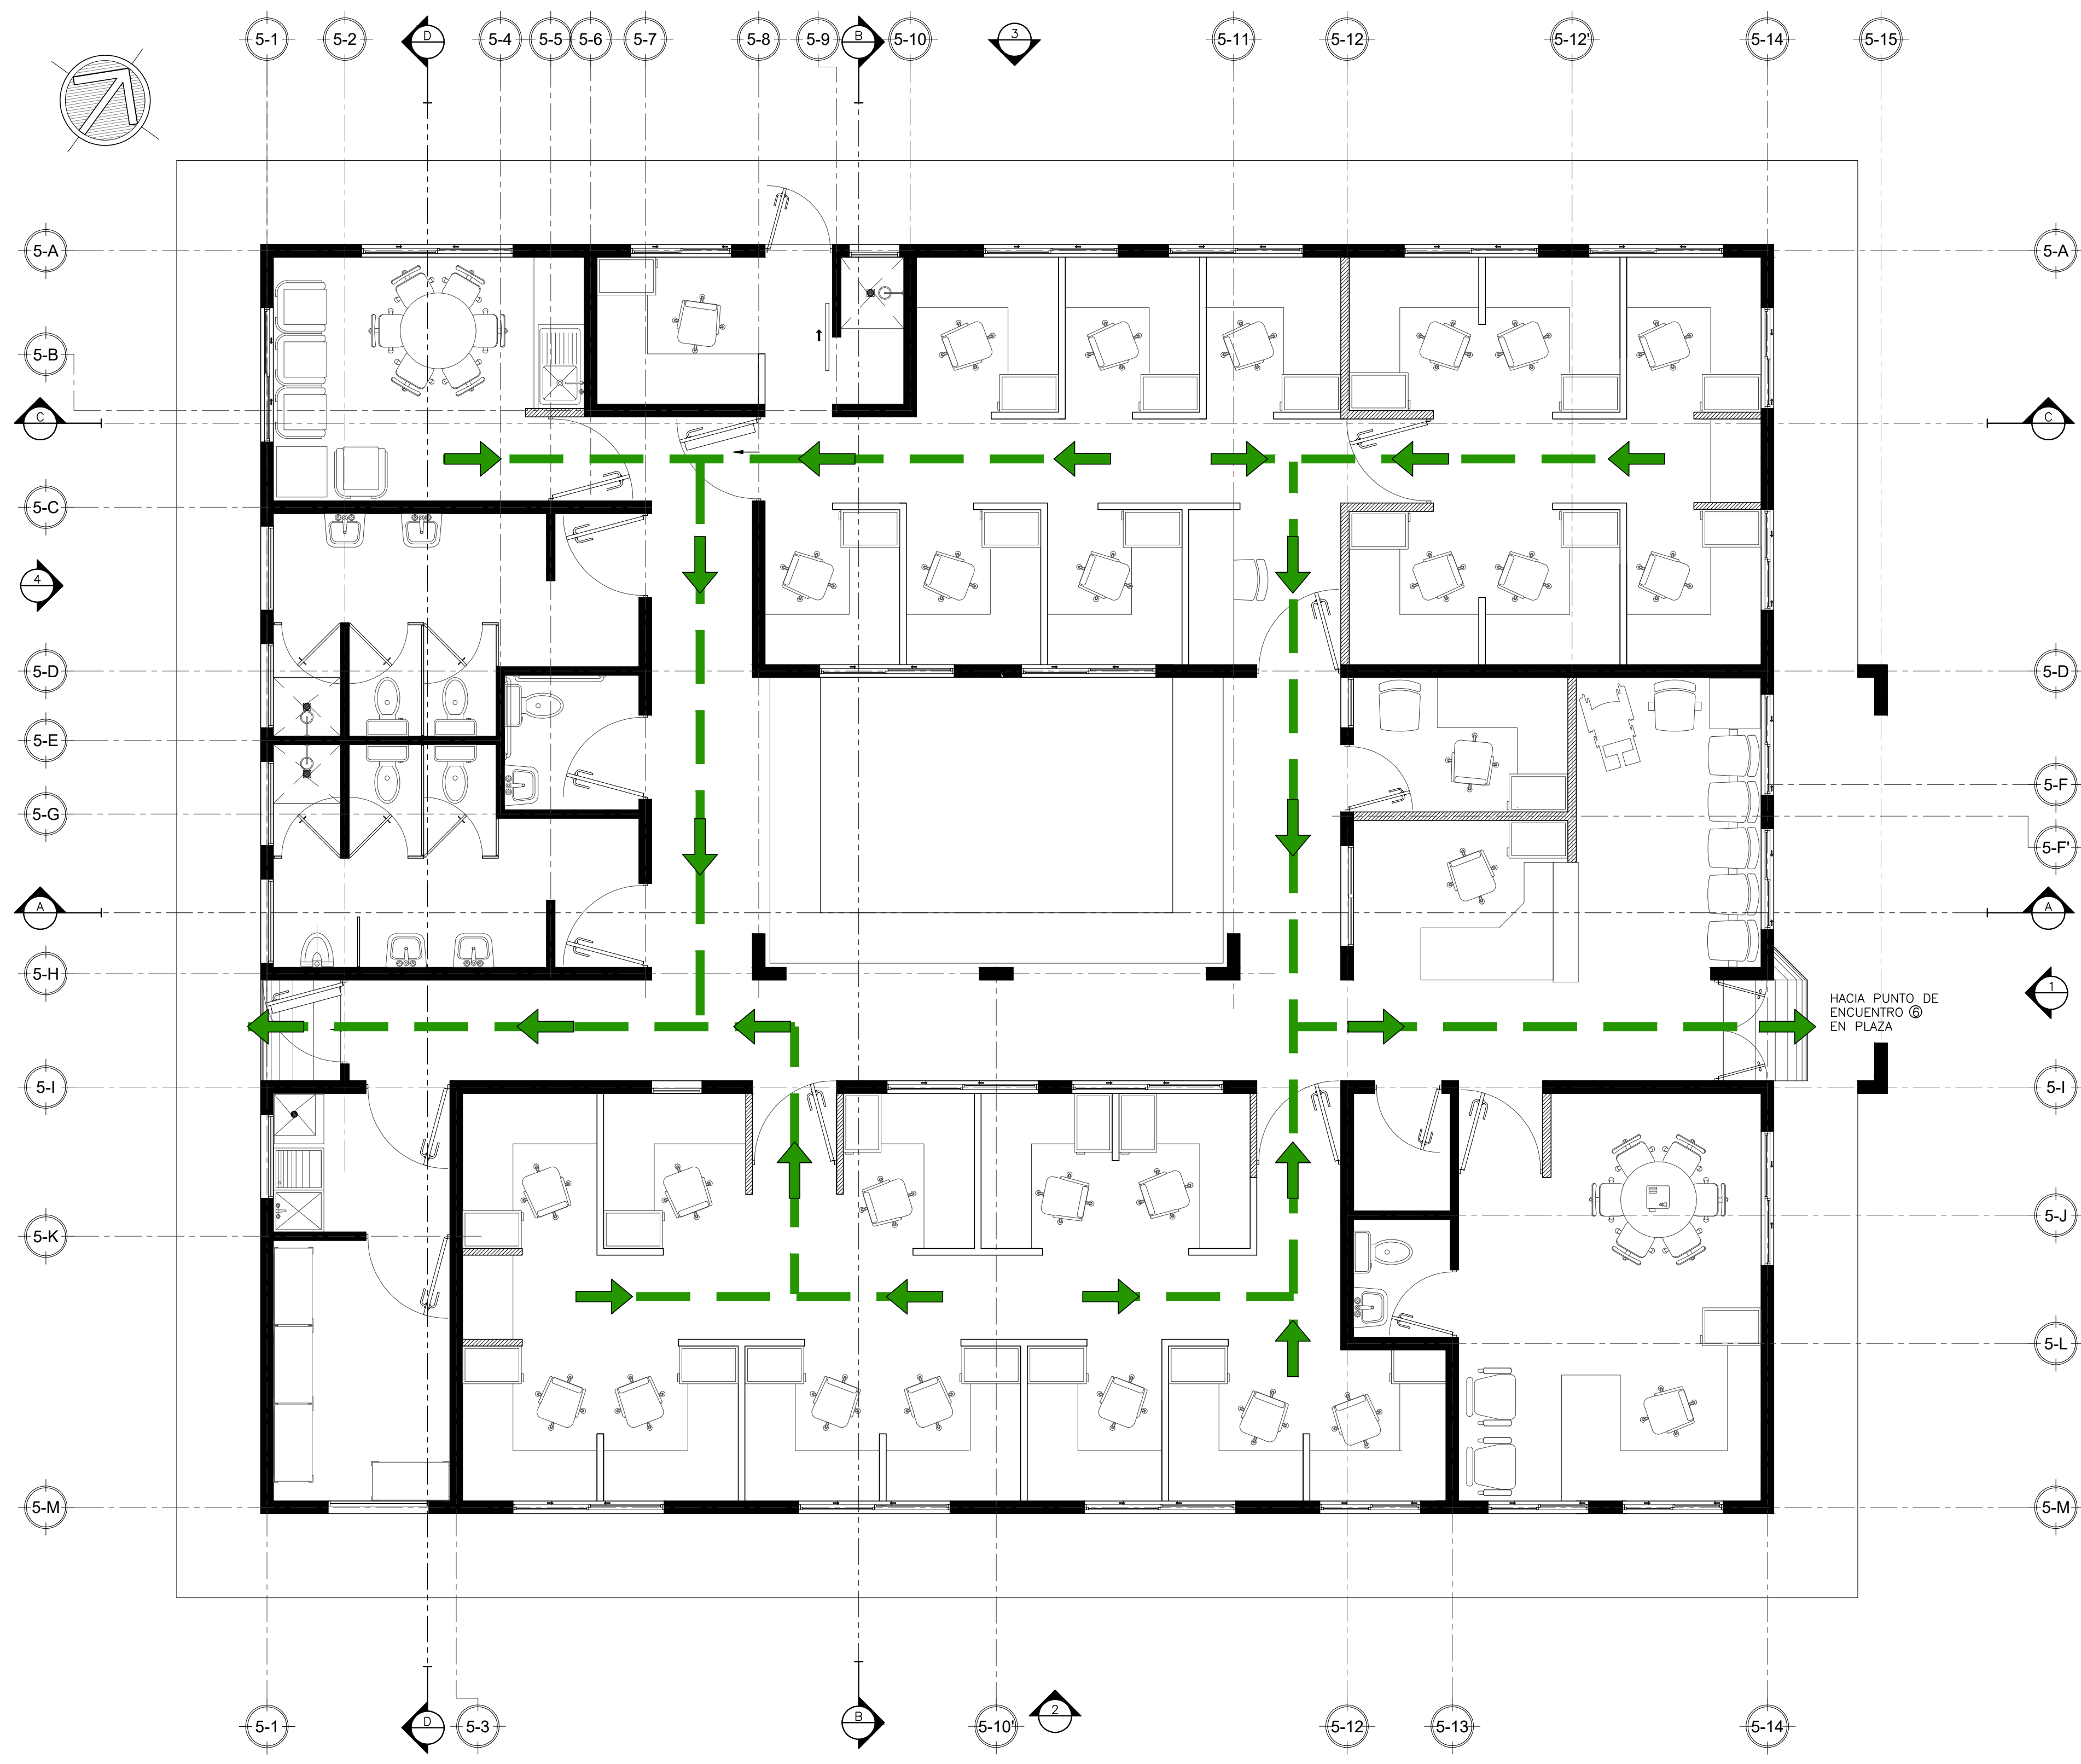 5-1 5-2 D 5-4 5-5 5-6 5-7 5-8 5-9 B 5-10 3 5-11 5-12 5-12' 5-14 5-15
5-A 5-A
5-B
C C
5-C
4
5-D 5-D
5-E
5-F
5-G
5-F'
A A
5-H
1
HACIA PUNTO DE
ENCUENTRO 6
EN PLAZA
5-I 5-I
5-J
5-K
5-L
5-M 5-M
5-1 D 5-3 B 5-10' 2 5-12 5-13 5-14